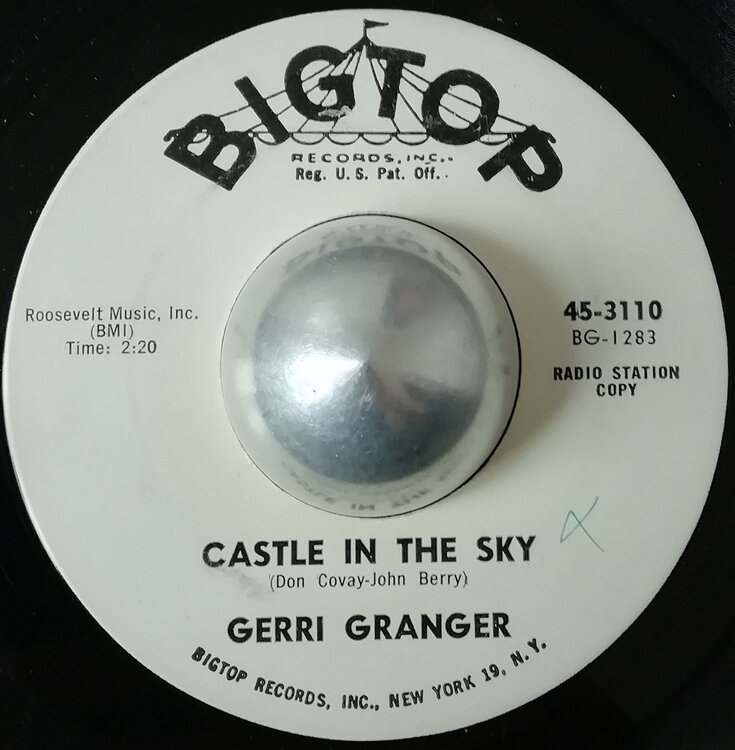 BIGTOP
RECORDS, INC.
Reg. U. S. Pat. Off.
Roosevelt Music, Inc.
(BMI)
Time: 2:20
45-3110
BG-1283
RADIO STATION
COPY
CASTLE IN THE SKY
(Don Covay-John Berry)
GERRI GRANGER
BIGTOP RECORDS, INC., NEW YORK 19, N. Y.